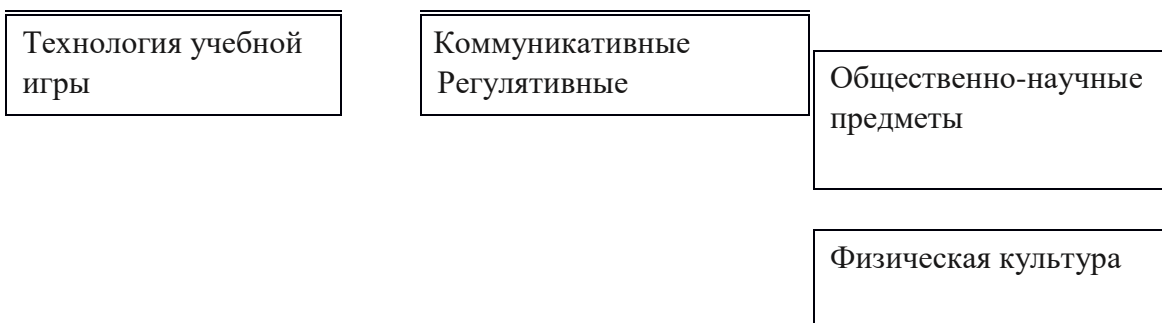 Технология учебной
игры
Коммуникативные
Регулятивные
Общественно-научные
предметы
Физическая культура